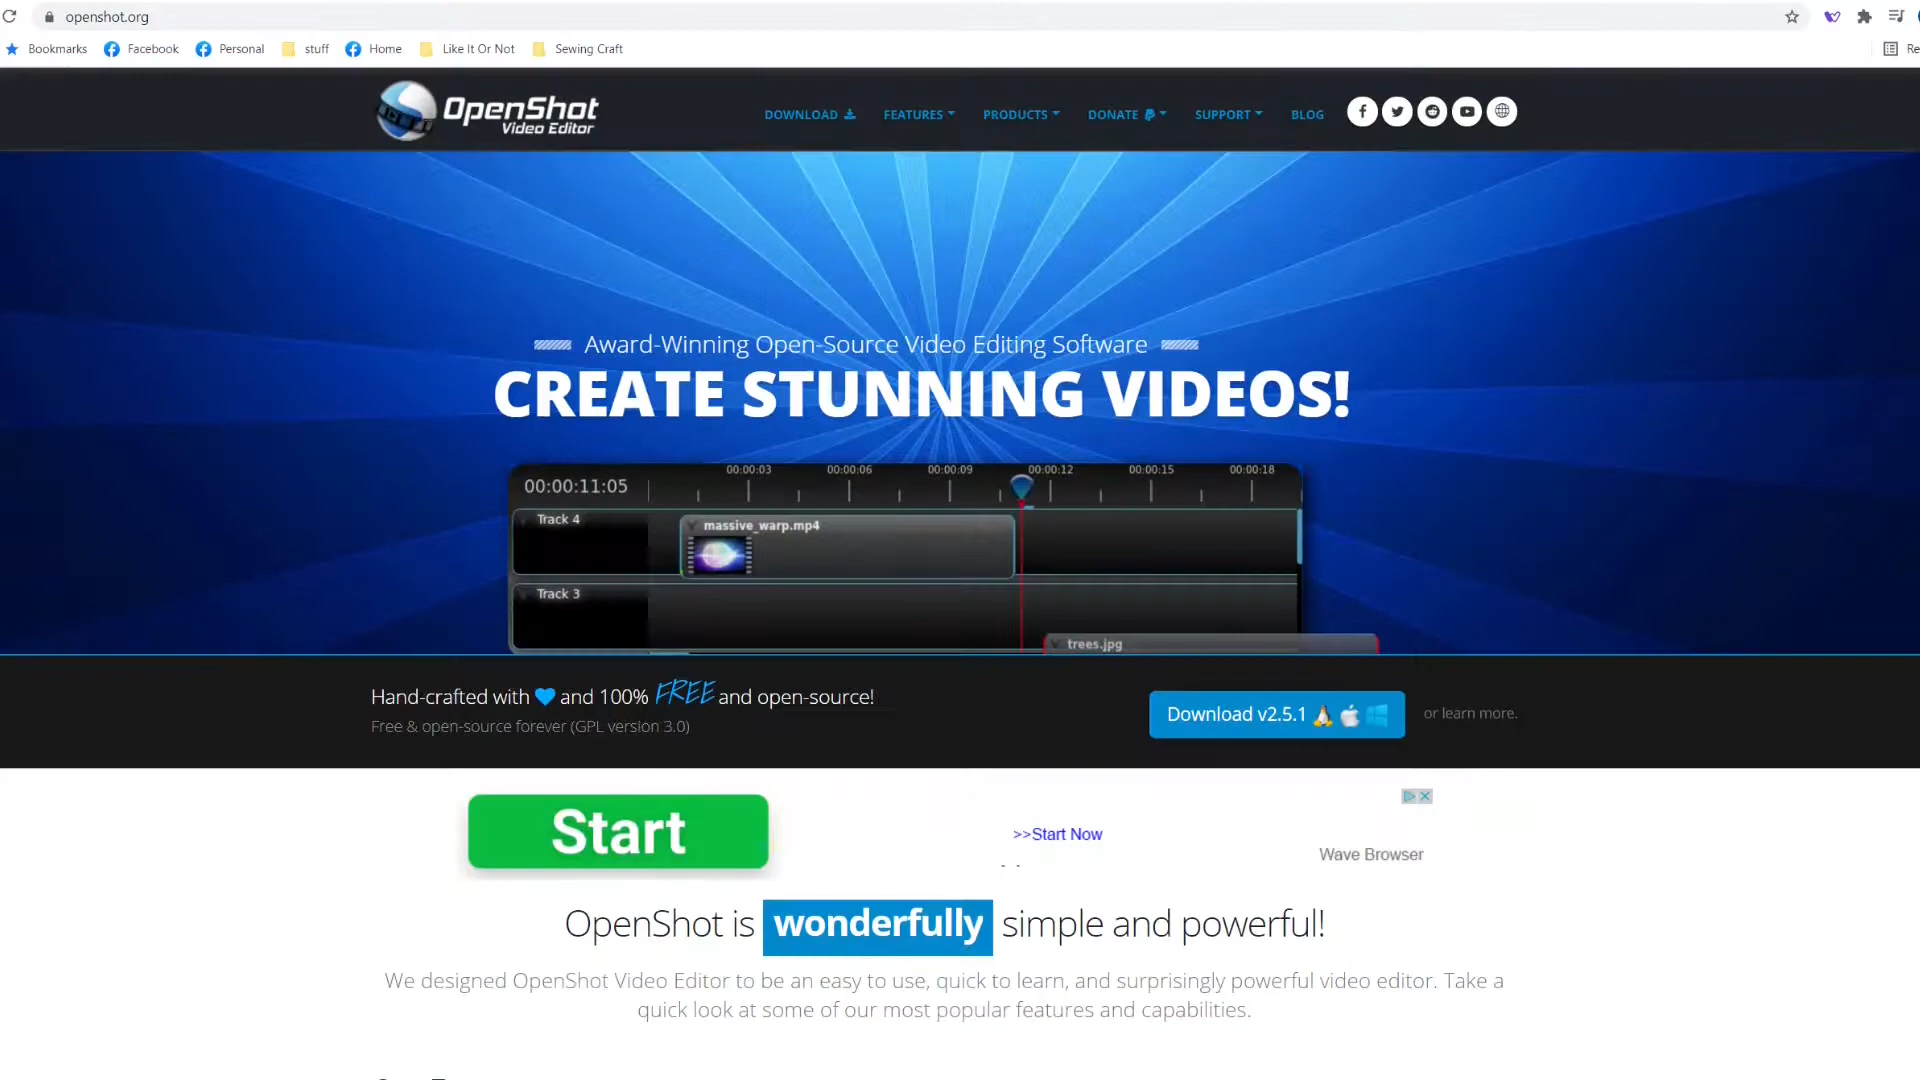 openshot.org
Bookmarks Facebook Personal stuff Home Like It Or Not Sewing Craft
OpenShot
Video Editor
DOWNLOAD FEATURES PRODUCTS DONATE SUPPORT BLOG
Award-Winning Open-Source Video Editing Software
CREATE STUNNING VIDEOS!
00:00:03 00:00:06 00:00:09 00:00:12 00:00:15 00:00:18
00:00:11:05
Track 4
massive_warp.mp4
Track 3
trees.jpg
Hand-crafted with and 100% FREE and open-source!
Free & open-source forever (GPL version 3.0)
Download v2.5.1
or learn more.
Start
>>Start Now
Wave Browser
OpenShot is wonderfully simple and powerful!
We designed OpenShot Video Editor to be an easy to use, quick to learn, and surprisingly powerful video editor. Take a
quick look at some of our most popular features and capabilities.